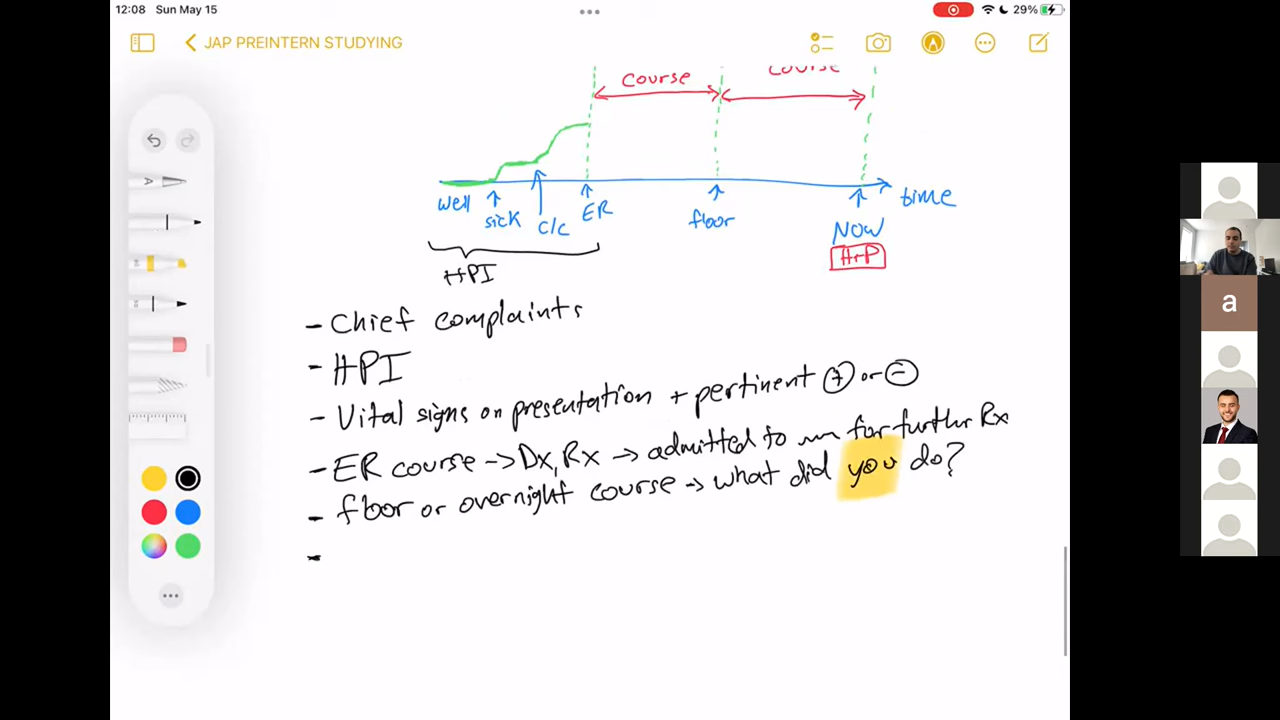 12:08 Sun May 15
29%
JAP PREINTERN STUDYING
course
course
well
sick
c/c
ER
floor
NOW
time
H+P
HPI
- Chief complaints
- HPI
- Vital signs on presentation + pertinent + or -
- ER course → Dx, Rx → admitted to for further Rx
- floor or overnight course → what did you do?
-
A
a